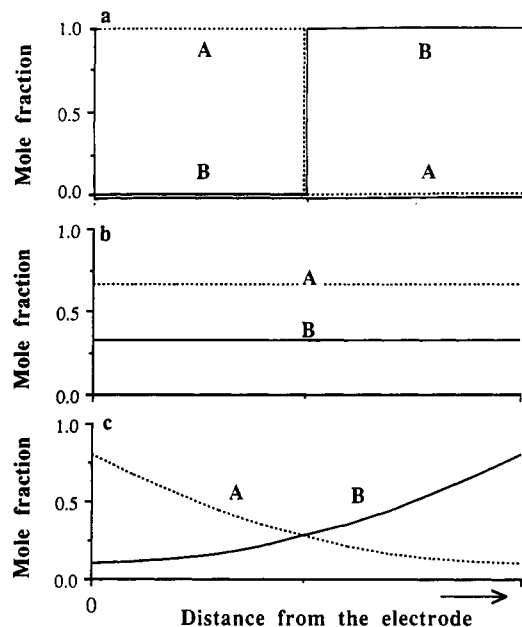 a
1.0
A
B
Mole fraction
0.5
B
A
0.0
b
1.0
A
Mole fraction
0.5
B
0.0
c
1.0
Mole fraction
A
B
0.5
0.0
0
Distance from the electrode